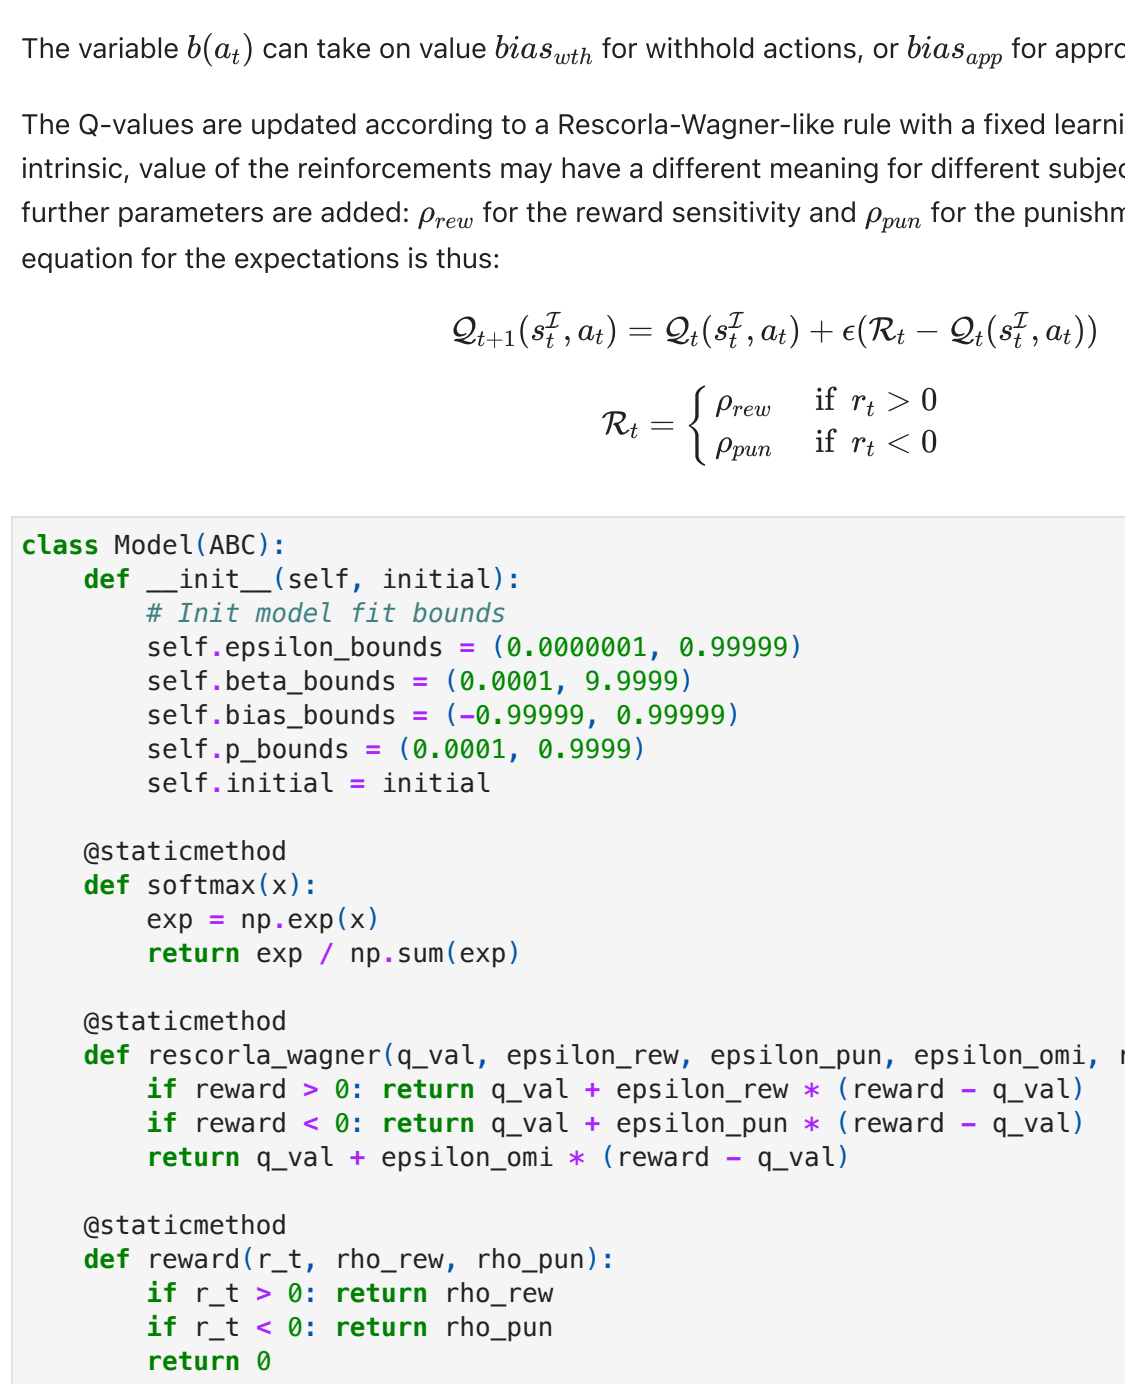 The variable b(a_t) can take on value bias_wth for withhold actions, or bias_app for appro
The Q-values are updated according to a Rescorla-Wagner-like rule with a fixed learni
intrinsic, value of the reinforcements may have a different meaning for different subjec
further parameters are added: ρ_rew for the reward sensitivity and ρ_pun for the punishm
equation for the expectations is thus:
𝒬_{t+1}(s_t^ℐ, a_t) = 𝒬_t(s_t^ℐ, a_t) + ϵ(ℛ_t − 𝒬_t(s_t^ℐ, a_t))
ℛ_t = { ρ_rew if r_t > 0
ρ_pun if r_t < 0
class Model(ABC):
    def __init__(self, initial):
        # Init model fit bounds
        self.epsilon_bounds = (0.0000001, 0.99999)
        self.beta_bounds = (0.0001, 9.9999)
        self.bias_bounds = (-0.99999, 0.99999)
        self.p_bounds = (0.0001, 0.9999)
        self.initial = initial
    @staticmethod
    def softmax(x):
        exp = np.exp(x)
        return exp / np.sum(exp)
    @staticmethod
    def rescorla_wagner(q_val, epsilon_rew, epsilon_pun, epsilon_omi, r
        if reward > 0: return q_val + epsilon_rew * (reward - q_val)
        if reward < 0: return q_val + epsilon_pun * (reward - q_val)
        return q_val + epsilon_omi * (reward - q_val)
    @staticmethod
    def reward(r_t, rho_rew, rho_pun):
        if r_t > 0: return rho_rew
        if r_t < 0: return rho_pun
        return 0